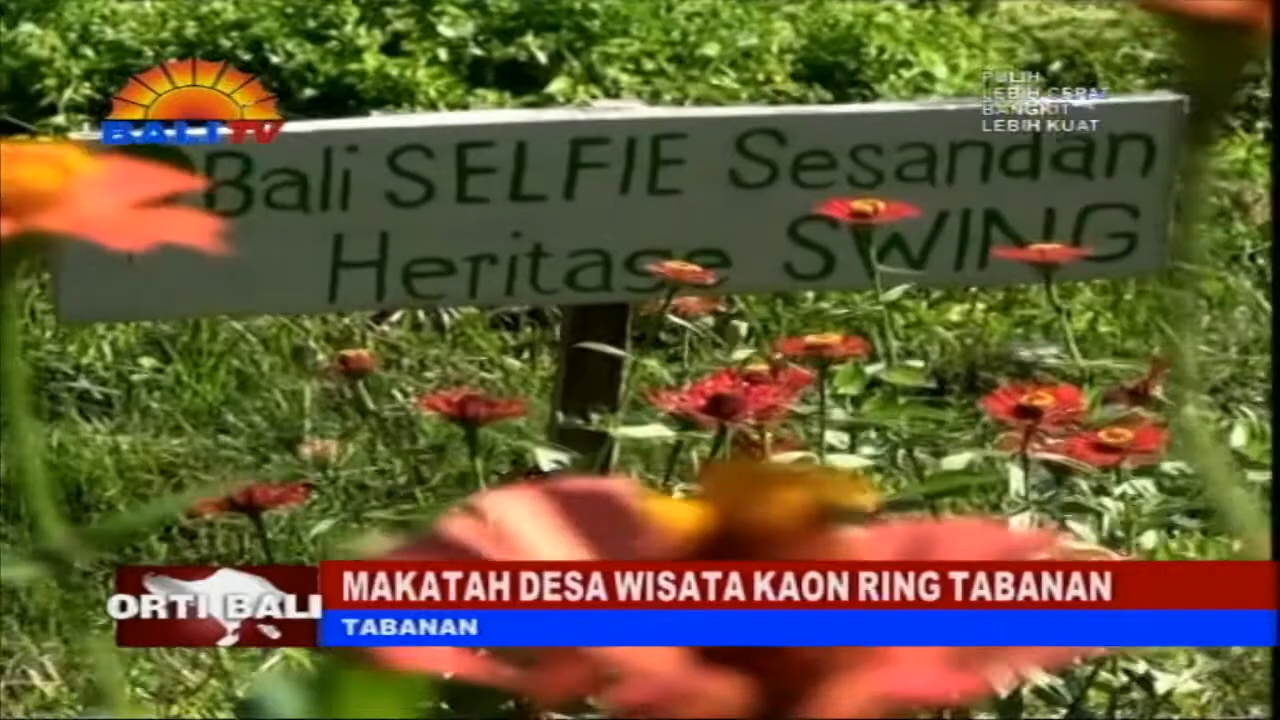 BALI TV
PULIH
LEBIH CEPAT
BANGKIT
LEBIH KUAT
Bali SELFIE Sesandan
Heritage SWING
ORTI BALI
MAKATAH DESA WISATA KAON RING TABANAN
TABANAN